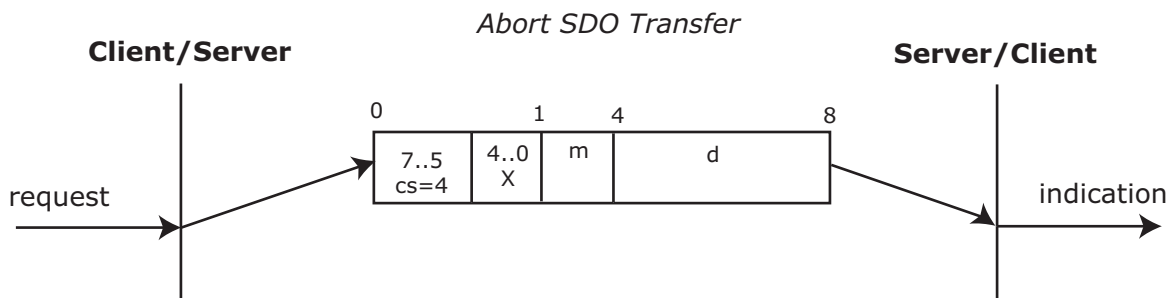 Abort SDO Transfer
Client/Server
Server/Client
0 1 4 8
7..5 4..0 m d
cs=4 X
request
indication